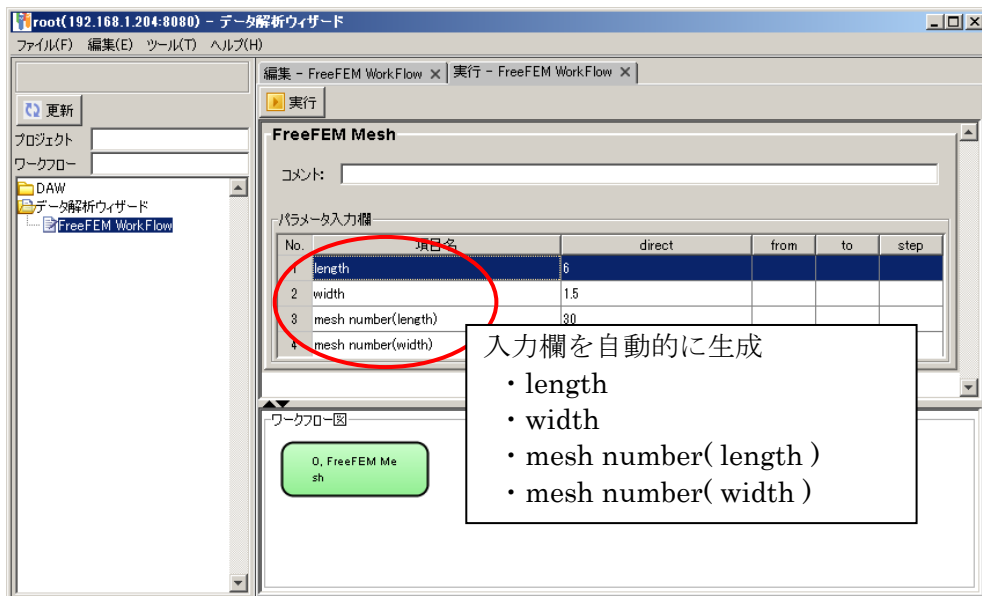 root(192.168.1.204:8080) - データ解析ウィザード
ファイル(F) 編集(E) ツール(T) ヘルプ(H)
更新
プロジェクト
ワークフロー
DAW
データ解析ウィザード
FreeFEM WorkFlow
編集 - FreeFEM WorkFlow × 実行 - FreeFEM WorkFlow ×
実行
FreeFEM Mesh
コメント:
パラメータ入力欄
No. 項目名 direct from to step
1 length 6
2 width 1.5
3 mesh number(length) 30
4 mesh number(width)
入力欄を自動的に生成
・length
・width
・mesh number( length )
・mesh number( width )
ワークフロー図
0, FreeFEM Me
sh